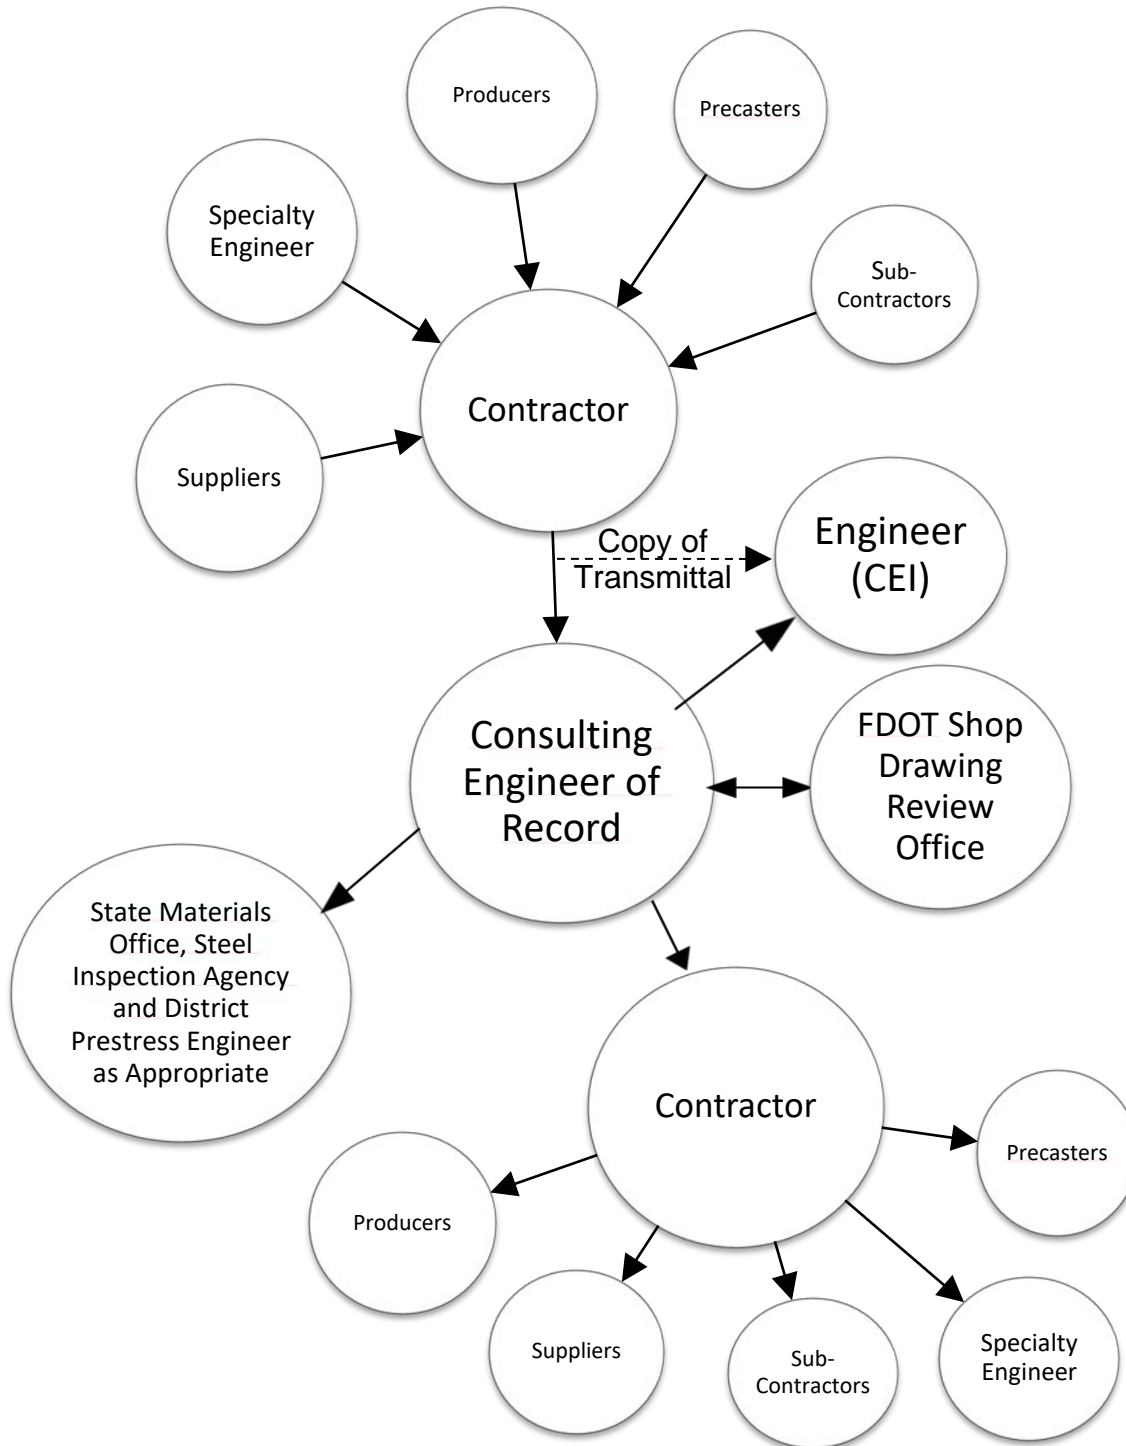 Producers
Precasters
Specialty
Engineer
Sub-
Contractors
Contractor
Suppliers
Copy of
Transmittal
Engineer
(CEI)
Consulting
Engineer of
Record
FDOT Shop
Drawing
Review
Office
State Materials
Office, Steel
Inspection Agency
and District
Prestress Engineer
as Appropriate
Contractor
Precasters
Producers
Suppliers
Sub-
Contractors
Specialty
Engineer